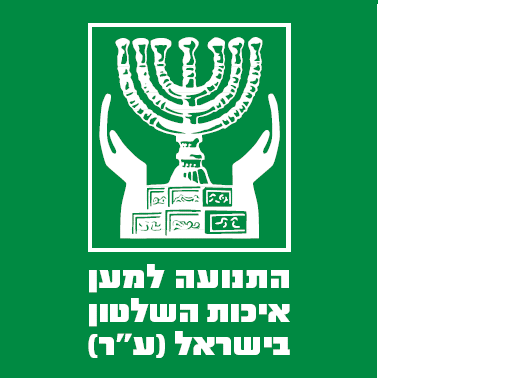 התנועה למען
איכות השלטון
בישראל (ע"ר)